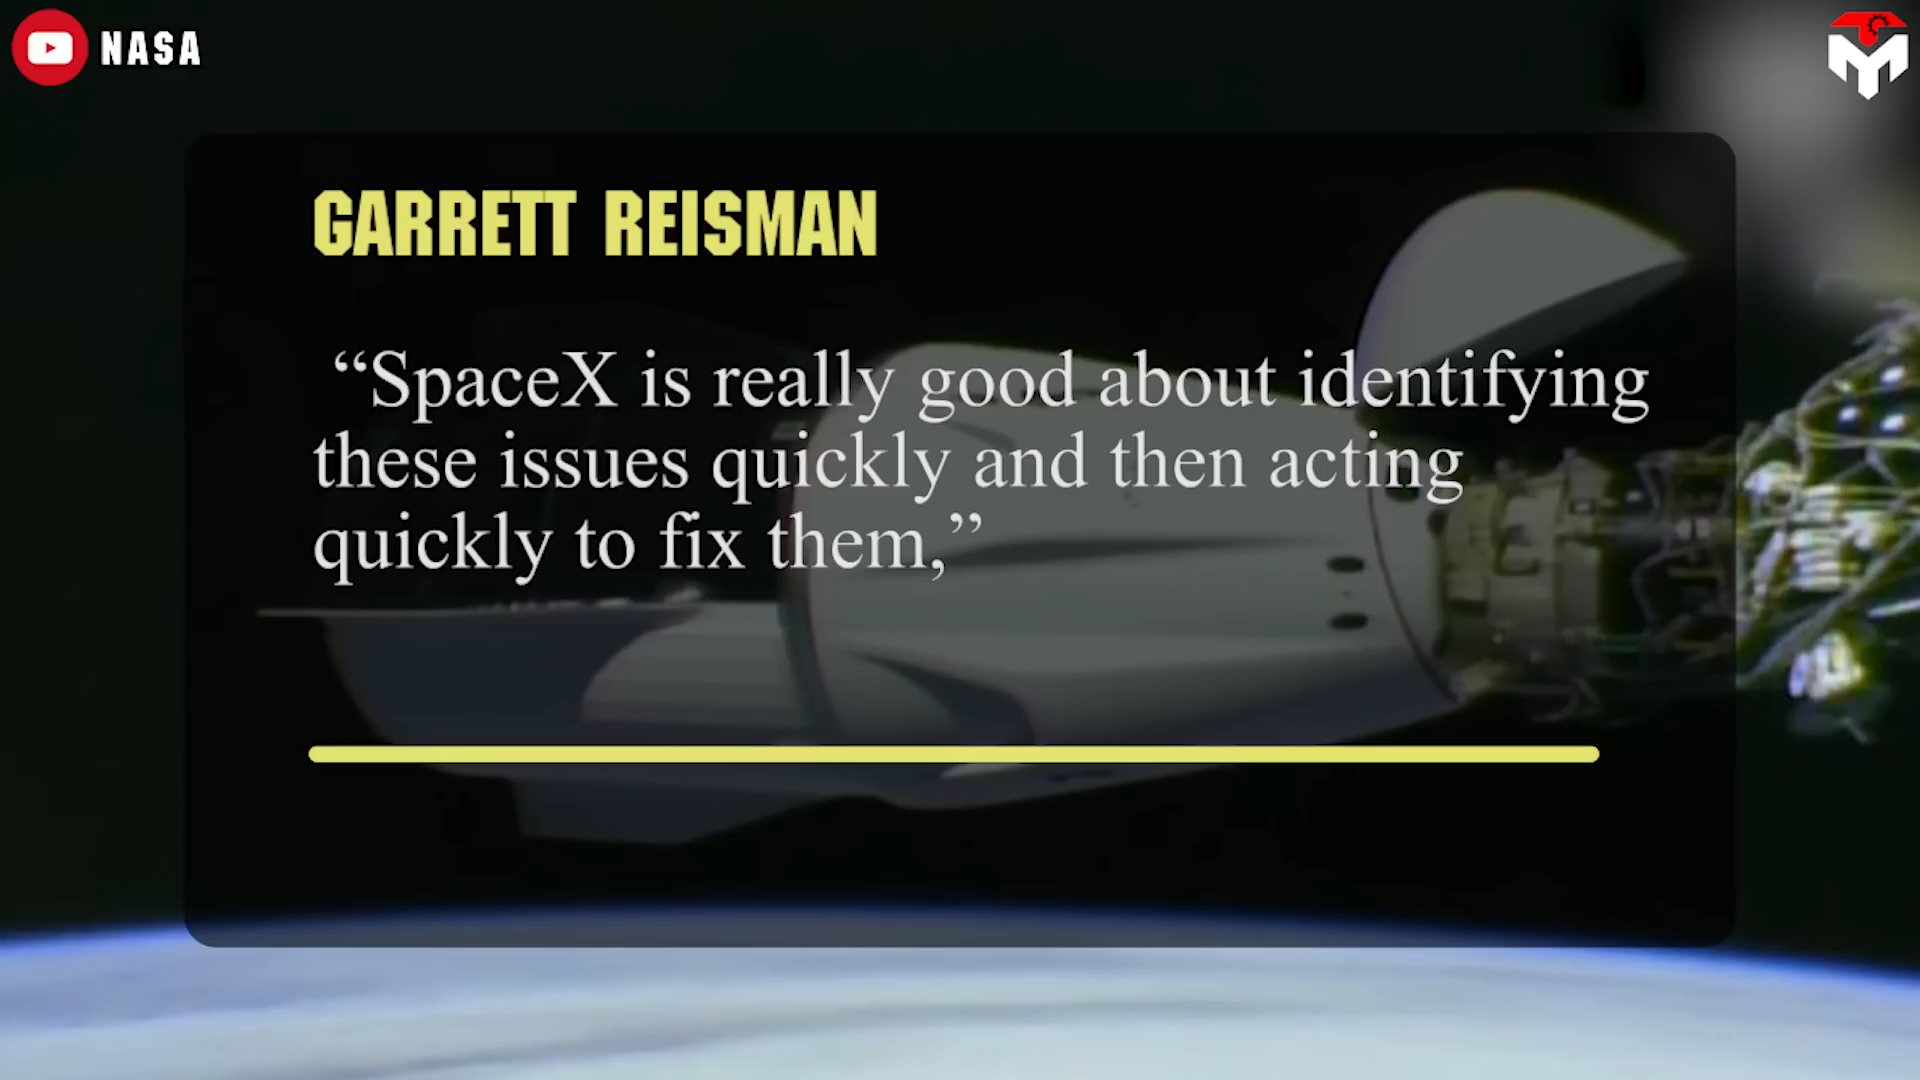 NASA
GARRETT REISMAN
“SpaceX is really good about identifying
these issues quickly and then acting
quickly to fix them,”